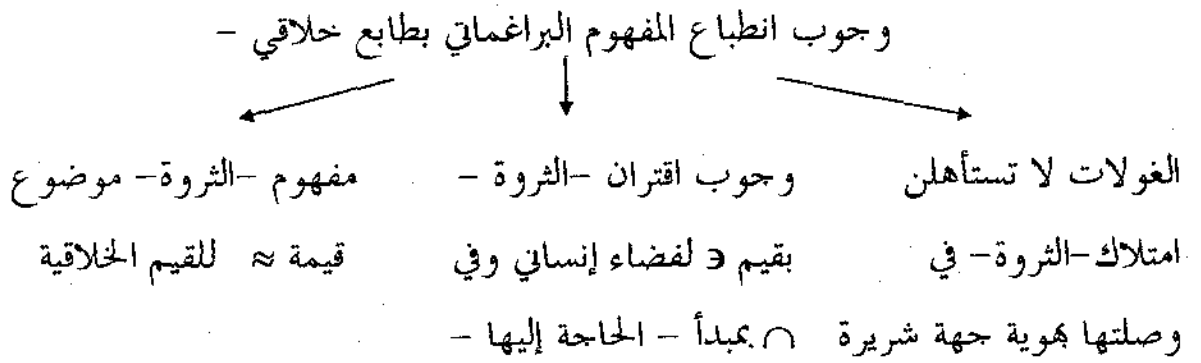 وجوب انطباع المفهوم البراغماتي بطابع خلاقي –
الغولات لا تستأهلن
امتلاك –الثروة– في
وصلتها بهوية جهة شريرة
وجوب اقتران –الثروة –
بقيم ∍ لفضاء إنساني وفي
∩ بمبدأ – الحاجة إليها –
مفهوم –الثروة– موضوع
قيمة ≈ للقيم الخلاقية